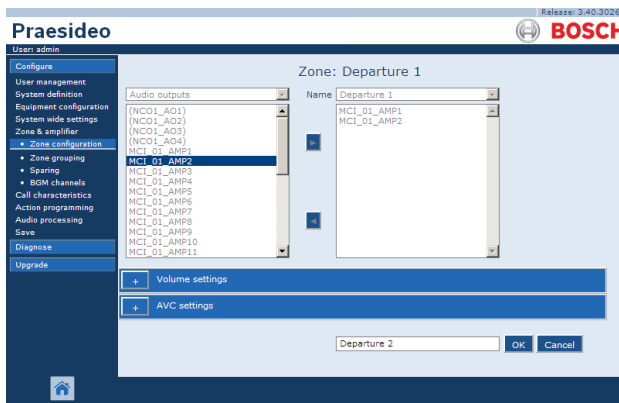 Release: 3.40.3026
Praesideo
BOSCH
User: admin
Configure
User management
System definition
Equipment configuration
System wide settings
Zone & amplifier
• Zone configuration
• Zone grouping
• Sparing
• BGM channels
Call characteristics
Action programming
Audio processing
Save
Diagnose
Upgrade
Zone: Departure 1
Audio outputs
Name Departure 1
(NCO1_AO1)
(NCO1_AO2)
(NCO1_AO3)
(NCO1_AO4)
MCI_01_AMP1
MCI_01_AMP2
MCI_01_AMP3
MCI_01_AMP4
MCI_01_AMP5
MCI_01_AMP6
MCI_01_AMP7
MCI_01_AMP8
MCI_01_AMP9
MCI_01_AMP10
MCI_01_AMP11
MCI_01_AMP1
MCI_01_AMP2
+ Volume settings
+ AVC settings
Departure 2
OK Cancel